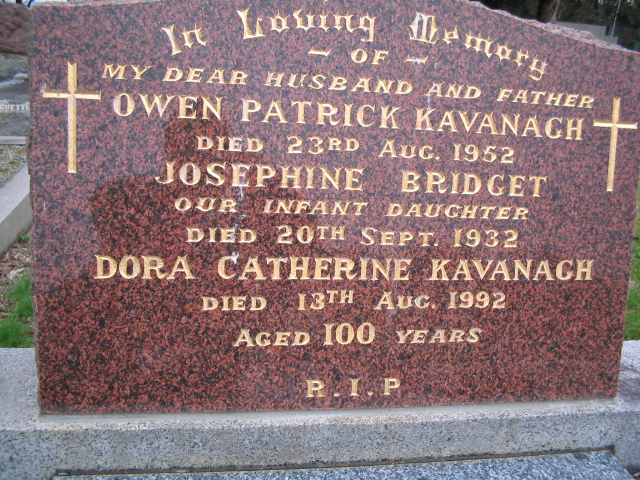 In Loving Memory
– OF –
MY DEAR HUSBAND AND FATHER
OWEN PATRICK KAVANAGH
DIED 23RD AUG. 1952
JOSEPHINE BRIDGET
OUR INFANT DAUGHTER
DIED 20TH SEPT. 1932
DORA CATHERINE KAVANAGH
DIED 13TH AUG. 1992
AGED 100 YEARS
R.I.P